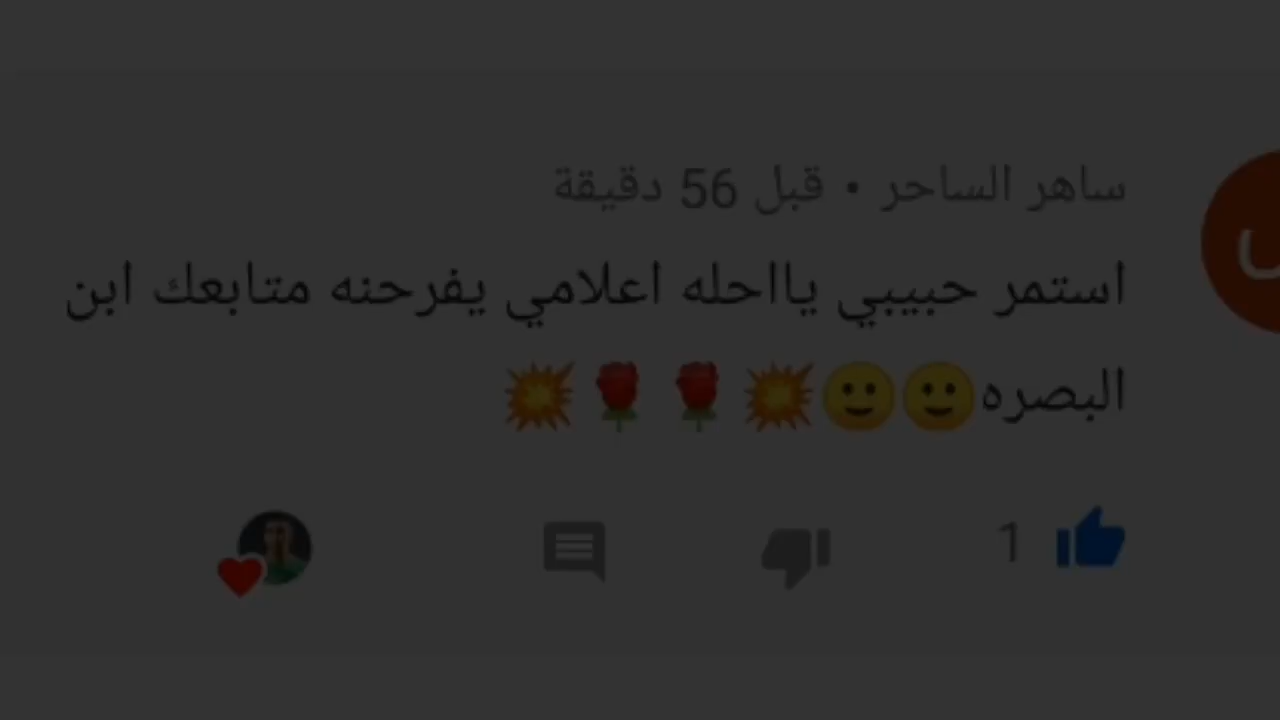 ساهر الساحر • قبل 56 دقيقة
استمر حبيبي يااحله اعلامي يفرحنه متابعك ابن
البصره🙂🙂💥🌹🌹💥
1